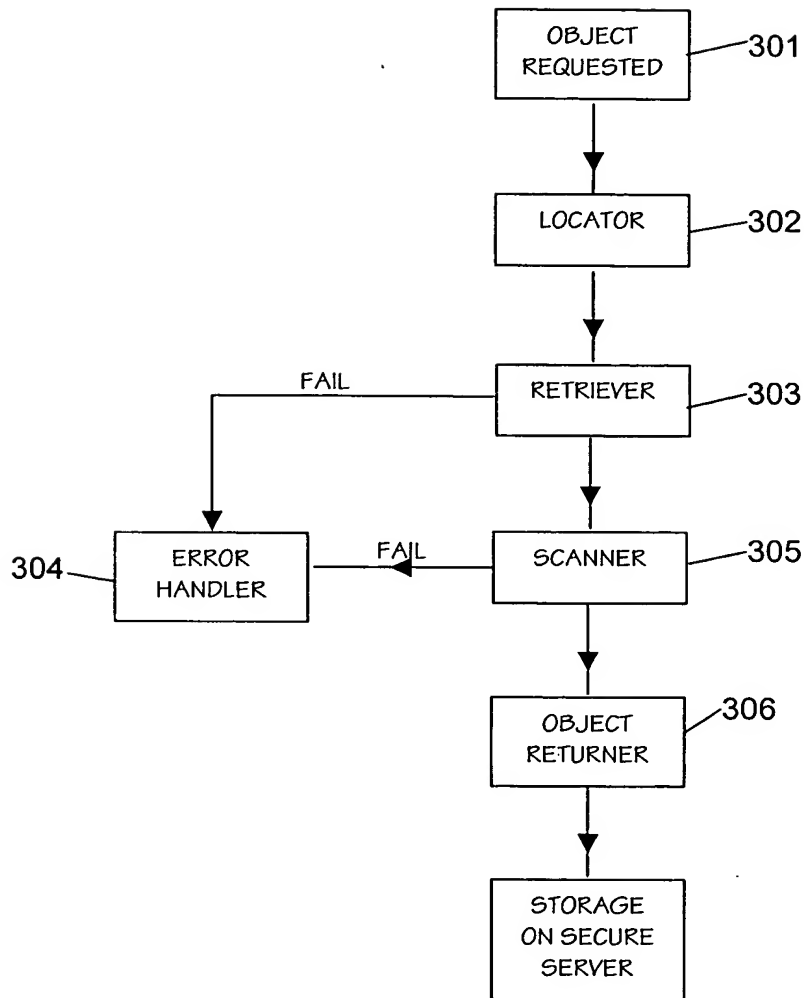 OBJECT
REQUESTED
301
LOCATOR
302
FAIL
RETRIEVER
303
304
ERROR
HANDLER
FAIL
SCANNER
305
OBJECT
RETURNER
306
STORAGE
ON SECURE
SERVER